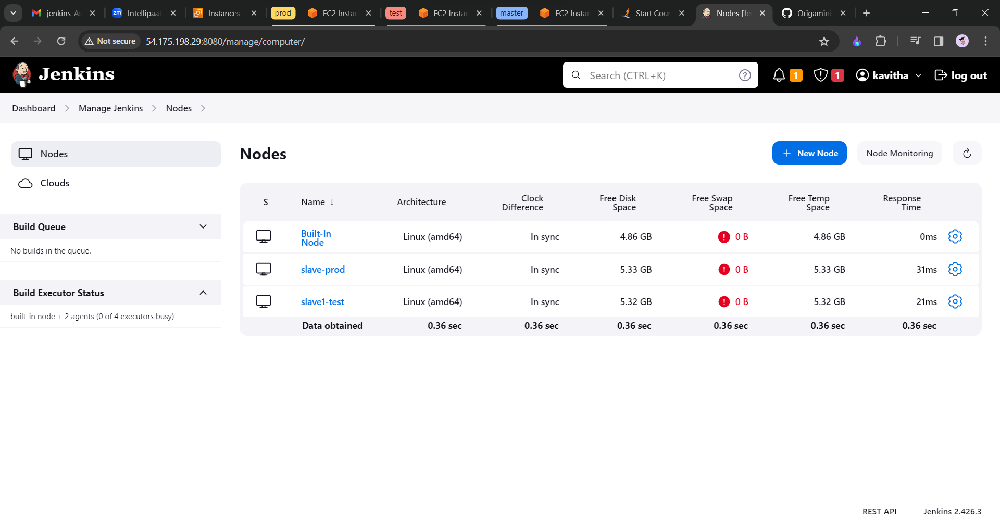 jenkins-As
Intellipaat
Instances
prod
EC2 Instan
test
EC2 Instan
master
EC2 Instan
Start Cour
Nodes [Je
Origamini
Not secure
54.175.198.29:8080/manage/computer/
Jenkins
Search (CTRL+K)
1
1
kavitha
log out
Dashboard
Manage Jenkins
Nodes
Nodes
Clouds
Build Queue
No builds in the queue.
Build Executor Status
built-in node + 2 agents (0 of 4 executors busy)
Nodes
+ New Node
Node Monitoring
S Name ↓ Architecture Clock Difference Free Disk Space Free Swap Space Free Temp Space Response Time
Built-In Node Linux (amd64) In sync 4.86 GB 0 B 4.86 GB 0ms
slave-prod Linux (amd64) In sync 5.33 GB 0 B 5.33 GB 31ms
slave1-test Linux (amd64) In sync 5.32 GB 0 B 5.32 GB 21ms
Data obtained 0.36 sec 0.36 sec 0.36 sec 0.36 sec 0.36 sec 0.36 sec
REST API
Jenkins 2.426.3